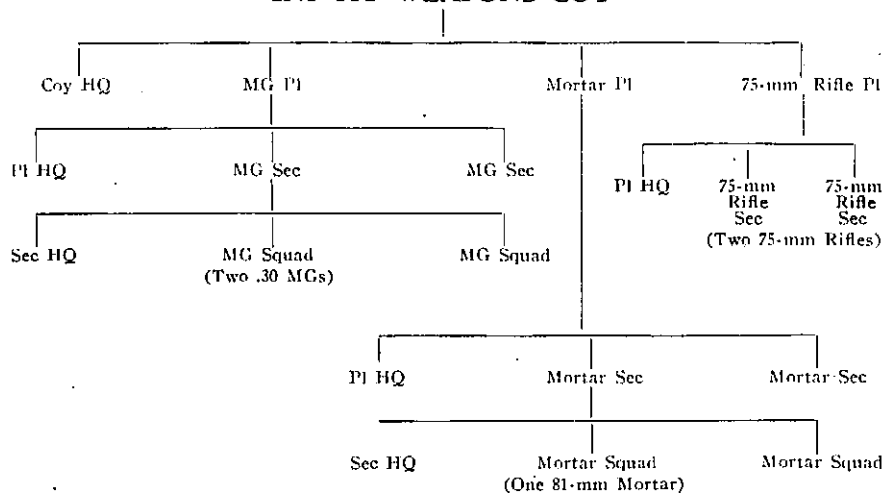 Coy HQ MG Pl Mortar Pl 75-mm Rifle Pl
Pl HQ MG Sec MG Sec Pl HQ 75-mm Rifle Sec 75-mm Rifle Sec
(Two 75-mm Rifles)
Sec HQ MG Squad MG Squad
(Two .30 MGs)
Pl HQ Mortar Sec Mortar Sec
Sec HQ Mortar Squad Mortar Squad
(One 81-mm Mortar)